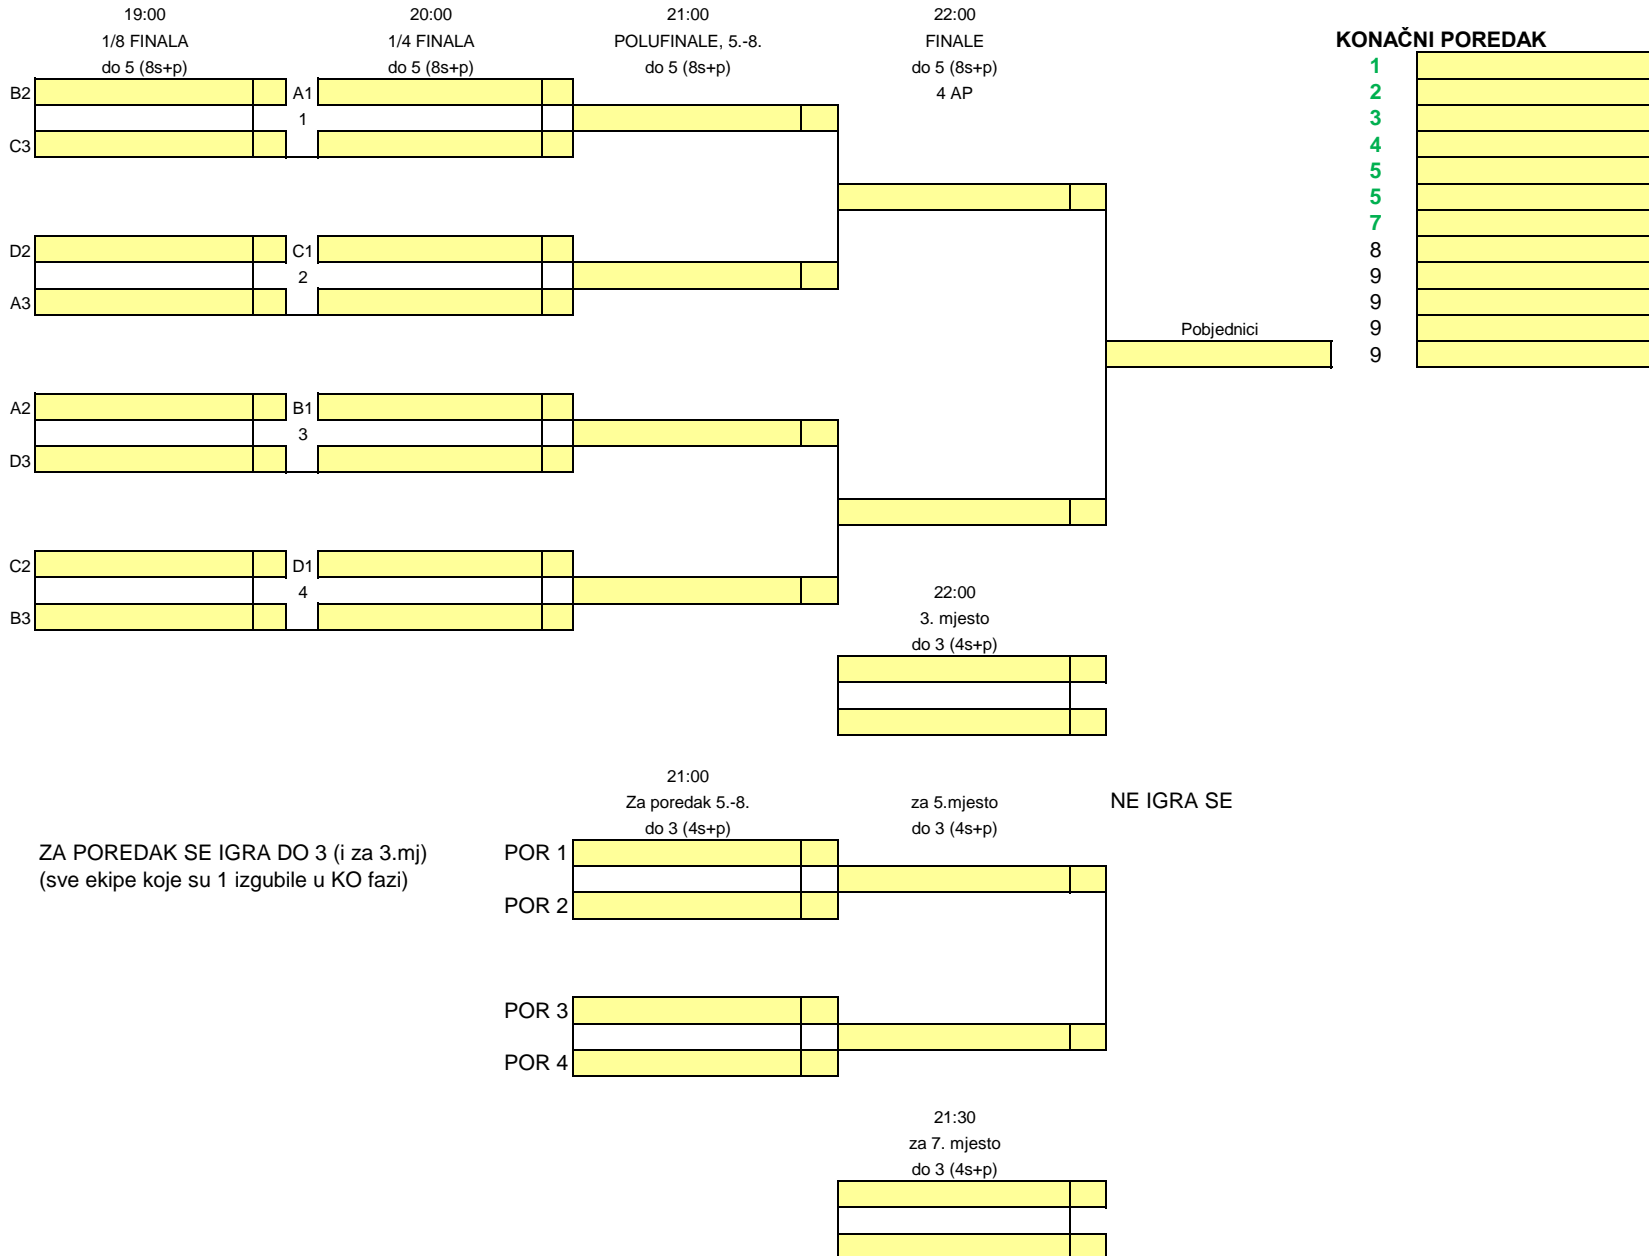 19:00 20:00 21:00 22:00
1/8 FINALA 1/4 FINALA POLUFINALE, 5.-8. FINALE KONAČNI POREDAK
do 5 (8s+p) do 5 (8s+p) do 5 (8s+p) do 5 (8s+p) 1
B2 A1 4 AP 2
1 3
C3 4
5
5
7
D2 C1 8
2 9
A3 9
Pobjednici 9
9
A2 B1
3
D3
C2 D1
4 22:00
B3 3. mjesto
do 3 (4s+p)
21:00
Za poredak 5.-8. za 5.mjesto NE IGRA SE
do 3 (4s+p) do 3 (4s+p)
ZA POREDAK SE IGRA DO 3 (i za 3.mj) POR 1
(sve ekipe koje su 1 izgubile u KO fazi)
POR 2
POR 3
POR 4
21:30
za 7. mjesto
do 3 (4s+p)